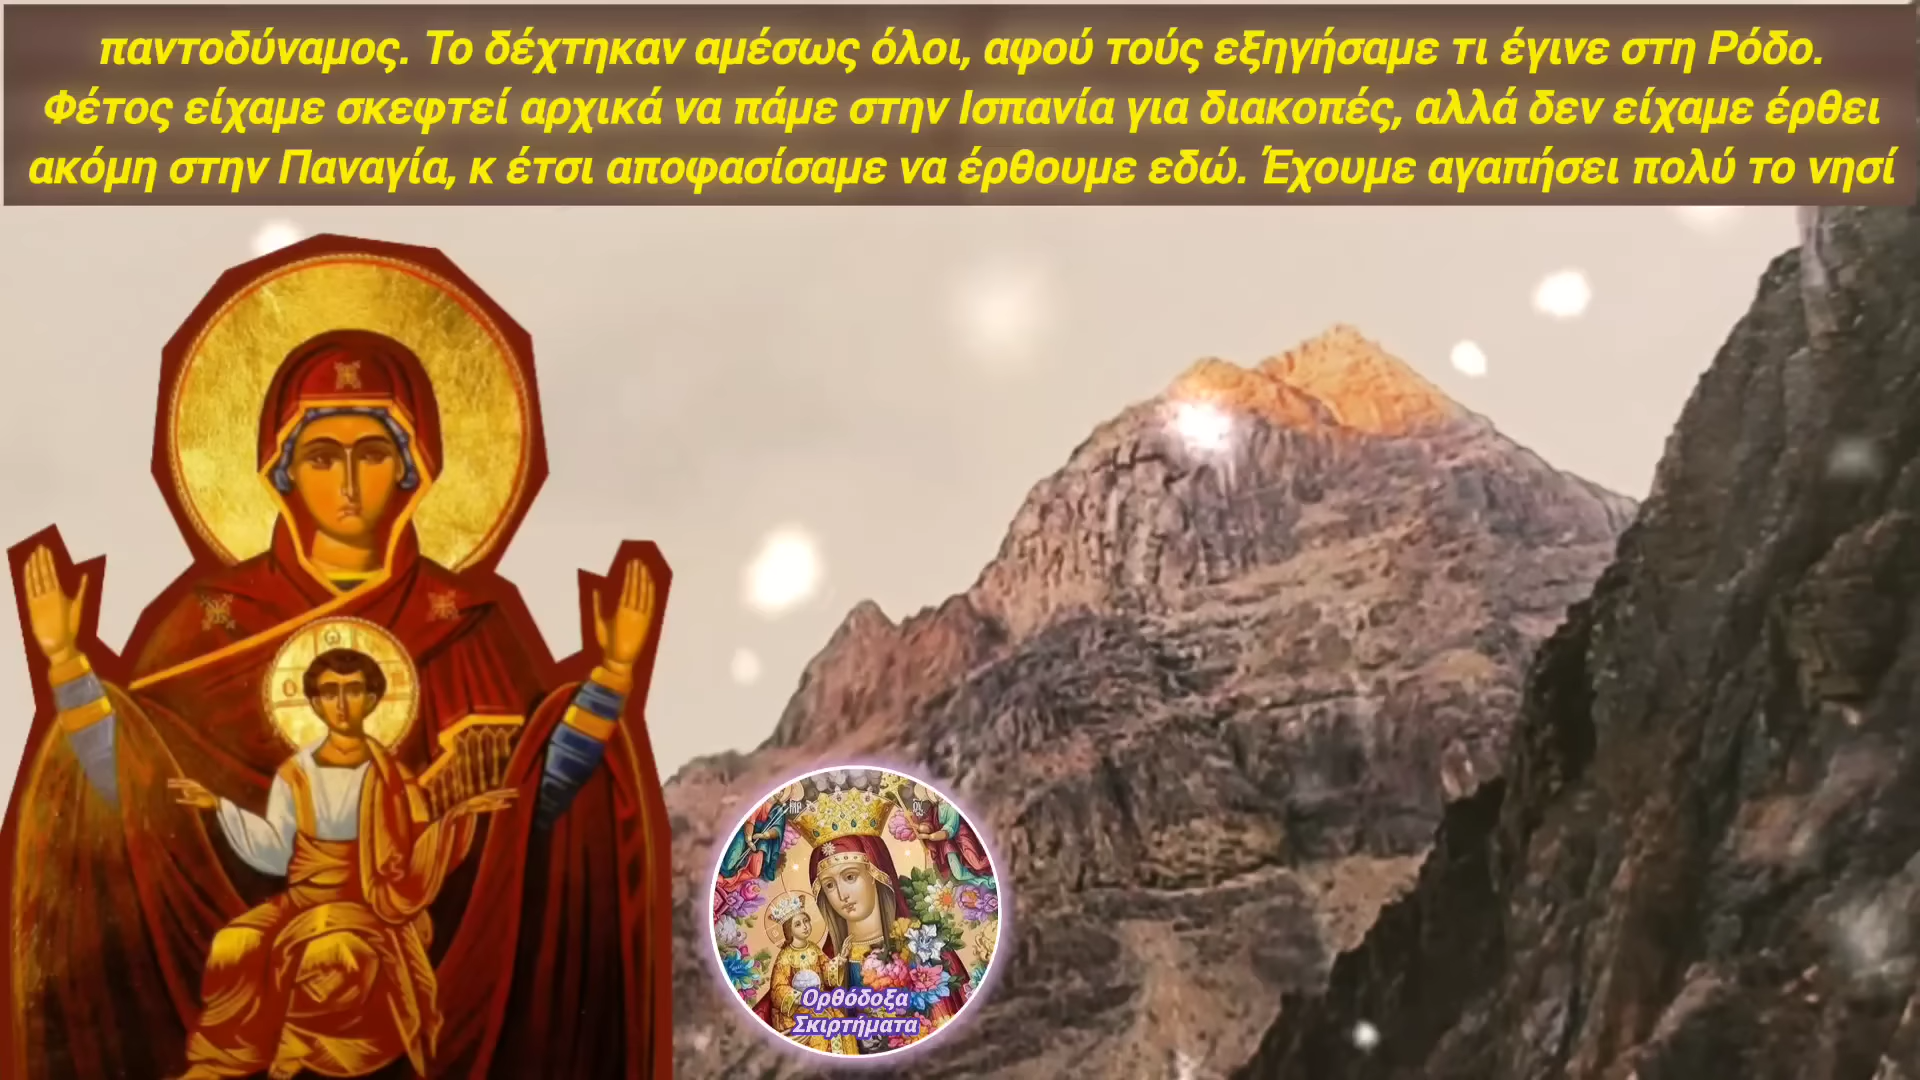 παντοδύναμος. Το δέχτηκαν αμέσως όλοι, αφού τούς εξηγήσαμε τι έγινε στη Ρόδο.
Φέτος είχαμε σκεφτεί αρχικά να πάμε στην Ισπανία για διακοπές, αλλά δεν είχαμε έρθει
ακόμη στην Παναγία, κ έτσι αποφασίσαμε να έρθουμε εδώ. Έχουμε αγαπήσει πολύ το νησί
Ορθόδοξα
Σκιρτήματα